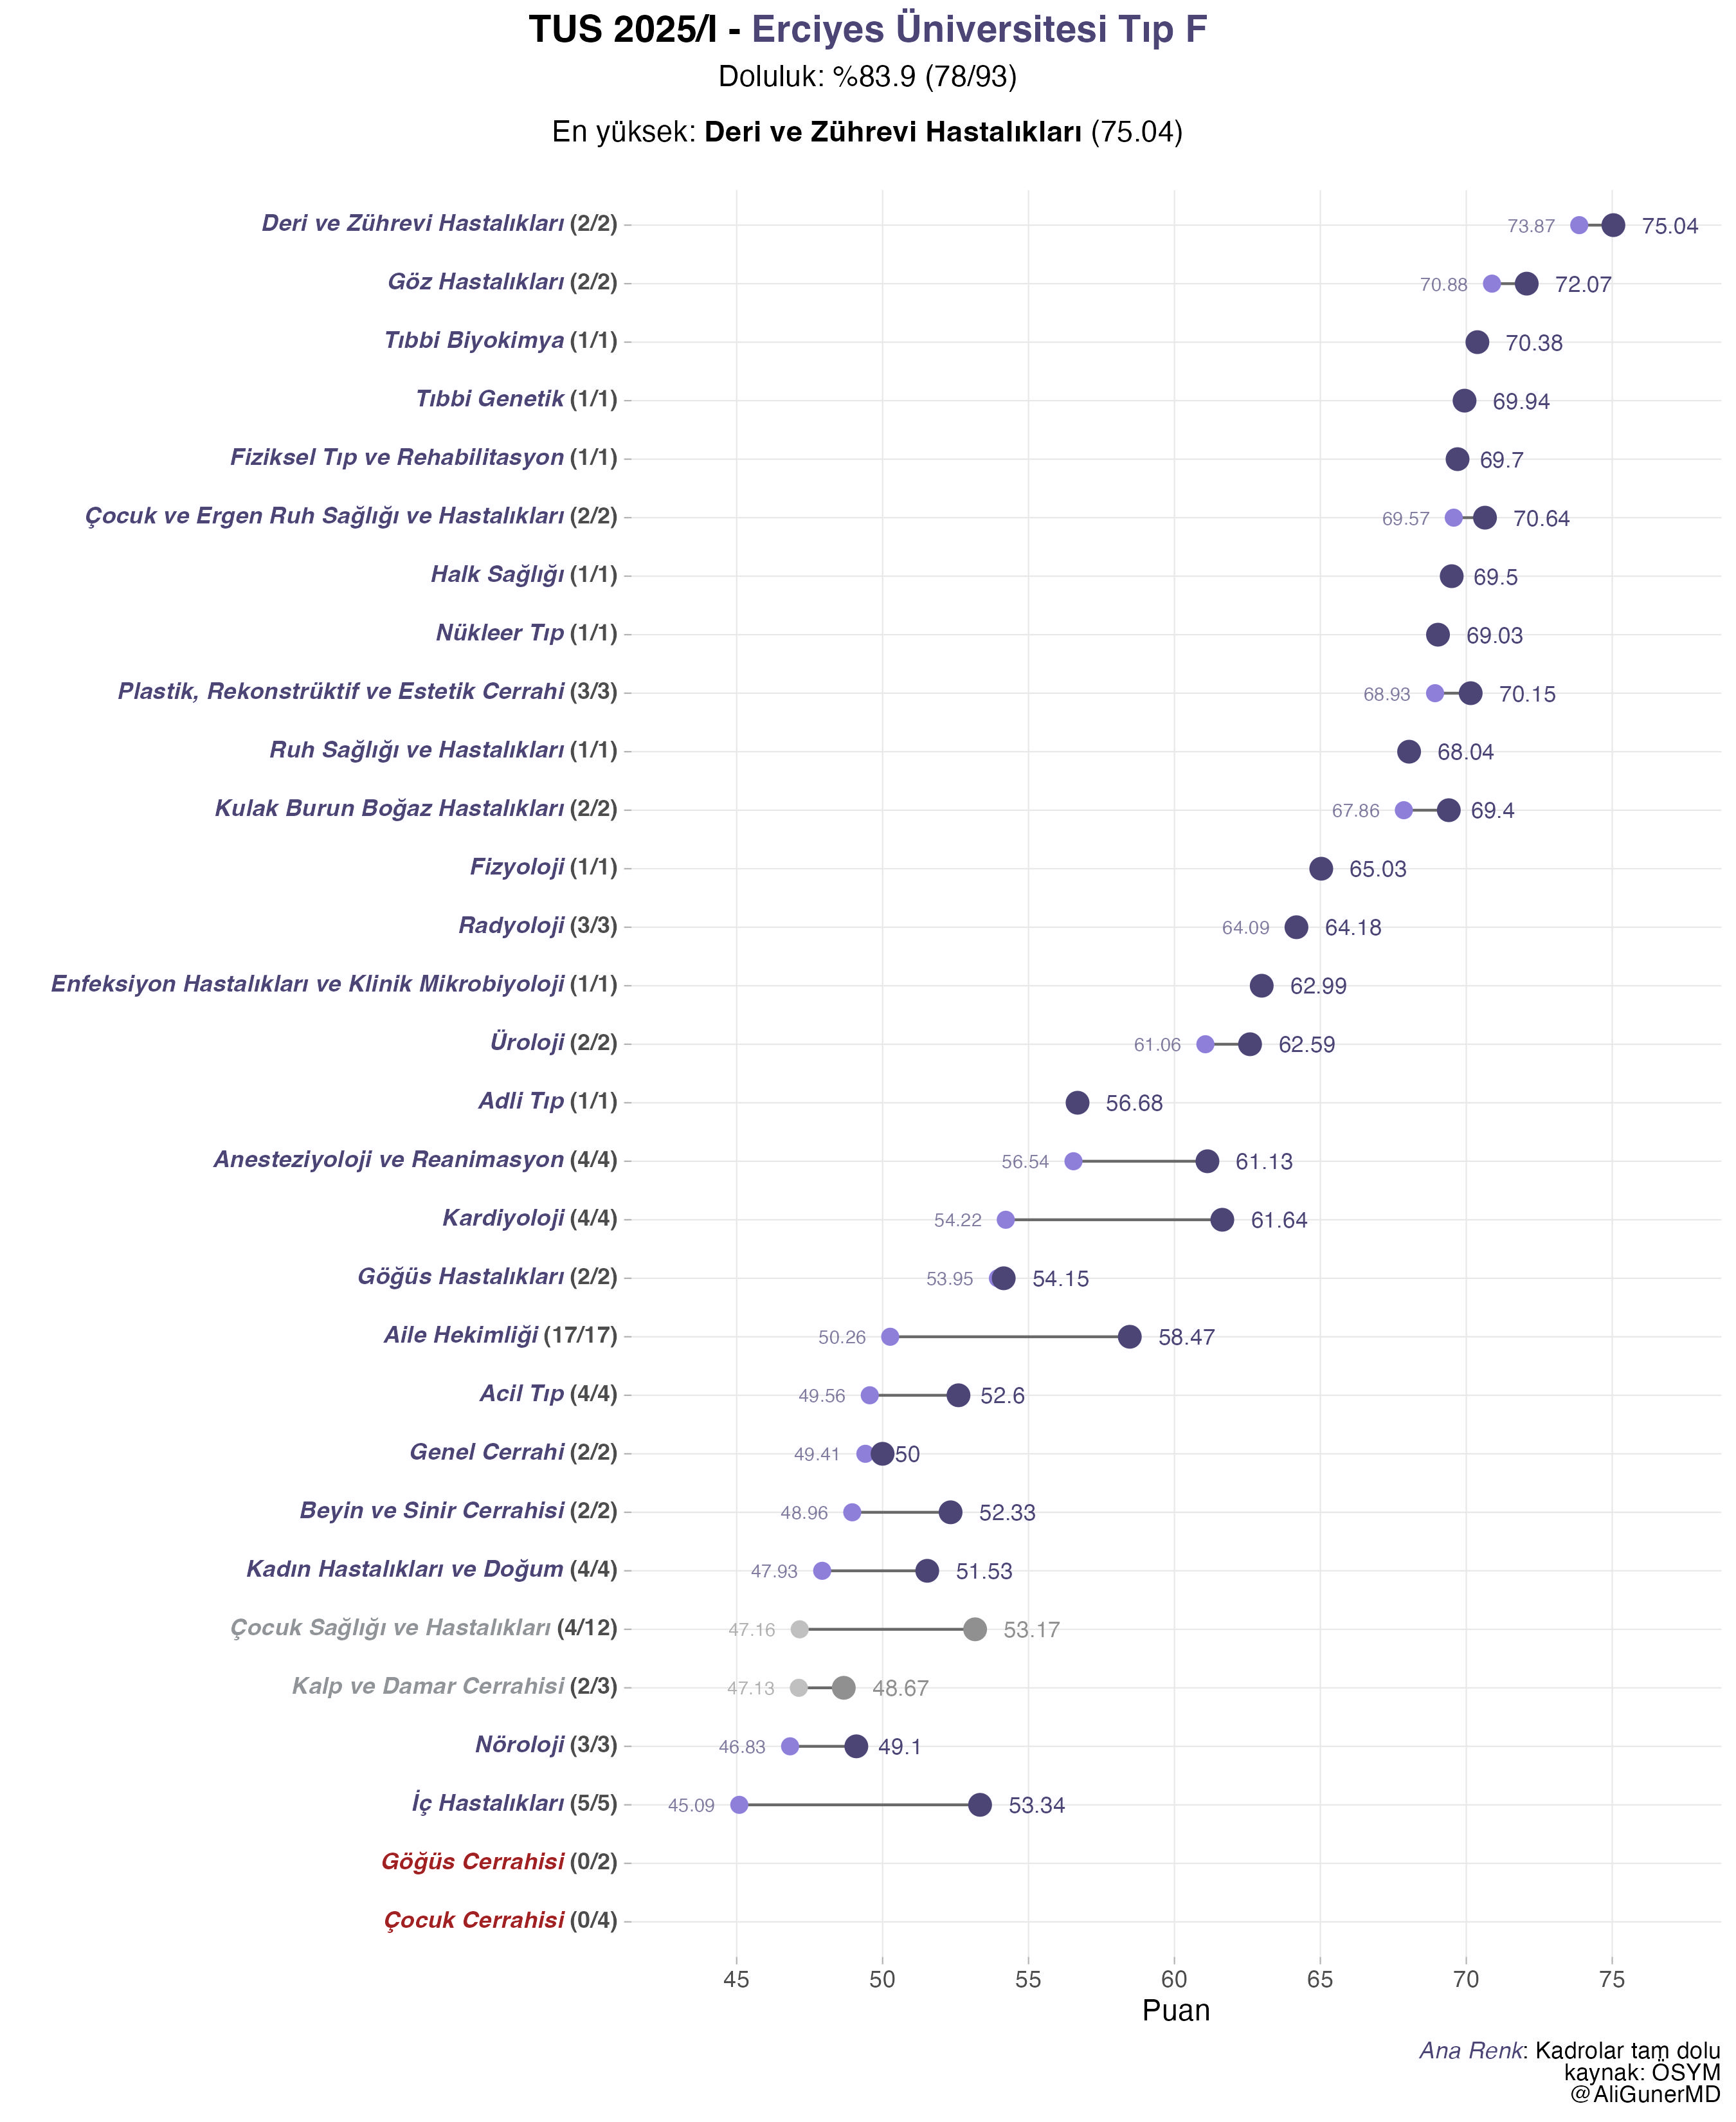 TUS 2025/I - Erciyes Üniversitesi Tıp F
Doluluk: %83.9 (78/93)
En yüksek: Deri ve Zührevi Hastalıkları (75.04)
Deri ve Zührevi Hastalıkları (2/2) 73.87 75.04
Göz Hastalıkları (2/2) 70.88 72.07
Tıbbi Biyokimya (1/1) 70.38
Tıbbi Genetik (1/1) 69.94
Fiziksel Tıp ve Rehabilitasyon (1/1) 69.7
Çocuk ve Ergen Ruh Sağlığı ve Hastalıkları (2/2) 69.57 70.64
Halk Sağlığı (1/1) 69.5
Nükleer Tıp (1/1) 69.03
Plastik, Rekonstrüktif ve Estetik Cerrahi (3/3) 68.93 70.15
Ruh Sağlığı ve Hastalıkları (1/1) 68.04
Kulak Burun Boğaz Hastalıkları (2/2) 67.86 69.4
Fizyoloji (1/1) 65.03
Radyoloji (3/3) 64.09 64.18
Enfeksiyon Hastalıkları ve Klinik Mikrobiyoloji (1/1) 62.99
Üroloji (2/2) 61.06 62.59
Adli Tıp (1/1) 56.68
Anesteziyoloji ve Reanimasyon (4/4) 56.54 61.13
Kardiyoloji (4/4) 54.22 61.64
Göğüs Hastalıkları (2/2) 53.95 54.15
Aile Hekimliği (17/17) 50.26 58.47
Acil Tıp (4/4) 49.56 52.6
Genel Cerrahi (2/2) 49.41 50
Beyin ve Sinir Cerrahisi (2/2) 48.96 52.33
Kadın Hastalıkları ve Doğum (4/4) 47.93 51.53
Çocuk Sağlığı ve Hastalıkları (4/12) 47.16 53.17
Kalp ve Damar Cerrahisi (2/3) 47.13 48.67
Nöroloji (3/3) 46.83 49.1
İç Hastalıkları (5/5) 45.09 53.34
Göğüs Cerrahisi (0/2)
Çocuk Cerrahisi (0/4)
45 50 55 60 65 70 75
Puan
Ana Renk: Kadrolar tam dolu
kaynak: ÖSYM
@AliGunerMD